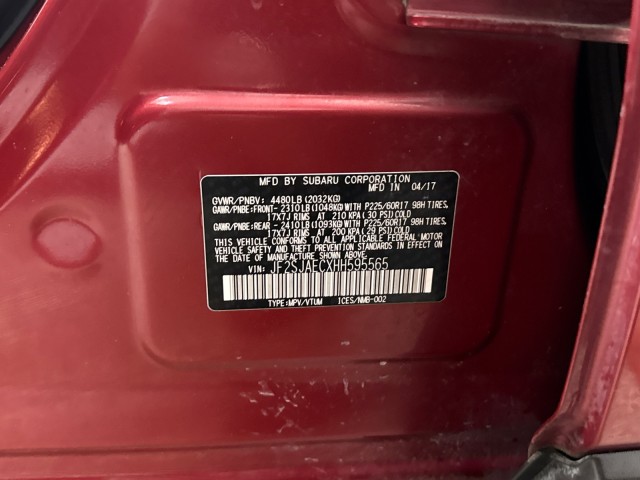 MFD BY SUBARU CORPORATION
MFD IN 04/17
GVWR/PNBV: 4480LB (2032KG)
GAWR/PNBE:FRONT- 2310LB (1048KG)WITH P225/60R17 98H TIRES,
17X7J RIMS AT 210 KPA (30 PSI)COLD
GAWR/PNBE:REAR - 2410LB (1093KG)WITH P225/60R17 98H TIRES,
17X7J RIMS AT 200 KPA (29 PSI)COLD
THIS VEHICLE CONFORMS TO ALL APPLICABLE FEDERAL MOTOR
VEHICLE SAFETY AND THEFT PREVENTION STANDARDS IN EFFECT
ON THE DATE OF MANUFACTURE SHOWN ABOVE.
VIN: JF2SJAECXHH595565
TYPE:MPV/VTUM ICES/NMB-002